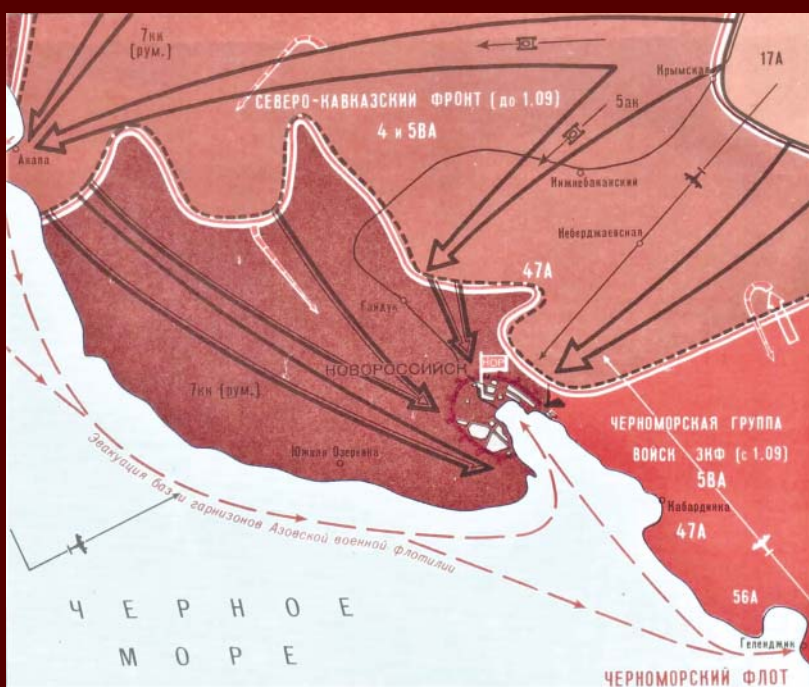 7кк
(рум.)
17А
Крымская
СЕВЕРО-КАВКАЗСКИЙ ФРОНТ (до 1.09)
5ак
4 и 5ВА
Анапа
Нижнебаканский
Неберджаевская
47А
Гайдук
НОВОРОССИЙСК
НОР
7кк (рум.)
ЧЕРНОМОРСКАЯ ГРУППА
ВОЙСК ЗКФ (с 1.09)
5ВА
Южная Озерейка
Кабардинка
47А
Эвакуация баз и гарнизонов Азовской военной флотилии
56А
ЧЕРНОЕ
МОРЕ
Геленджик
ЧЕРНОМОРСКИЙ ФЛОТ